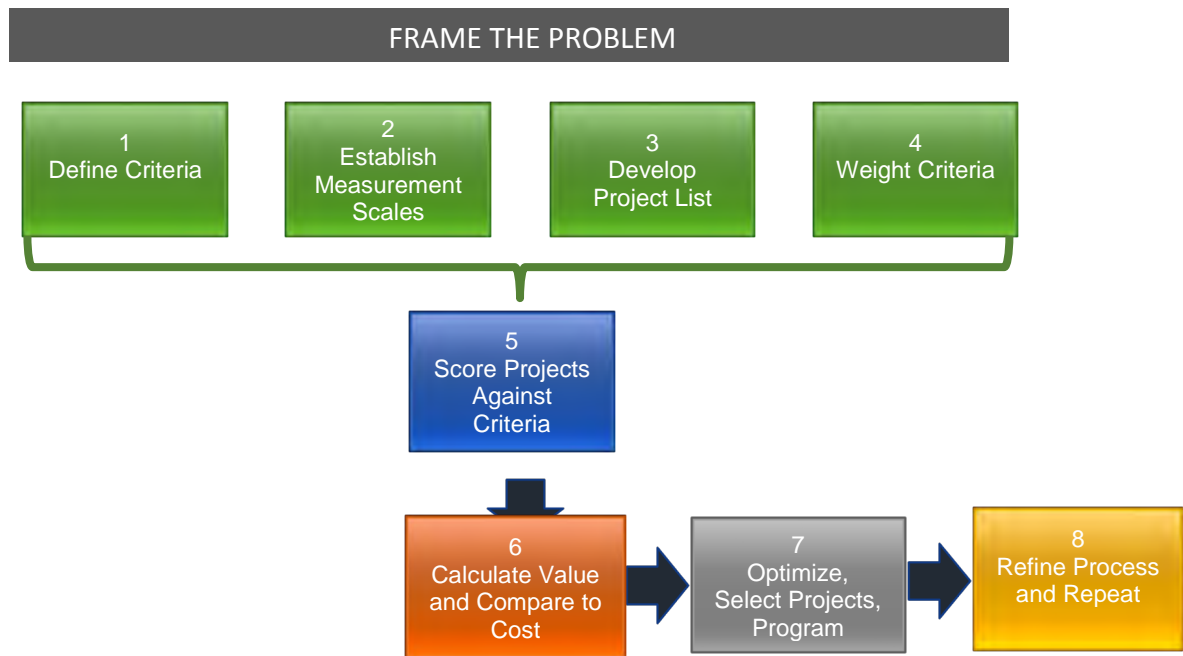 FRAME THE PROBLEM
1
Define Criteria
2
Establish
Measurement
Scales
3
Develop
Project List
4
Weight Criteria
5
Score Projects
Against
Criteria
6
Calculate Value
and Compare to
Cost
7
Optimize,
Select Projects,
Program
8
Refine Process
and Repeat